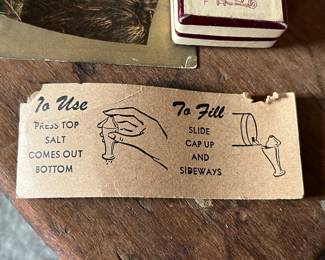 To Use
PRESS TOP
SALT
COMES OUT
BOTTOM
To Fill
SLIDE
CAP UP
AND
SIDEWAYS